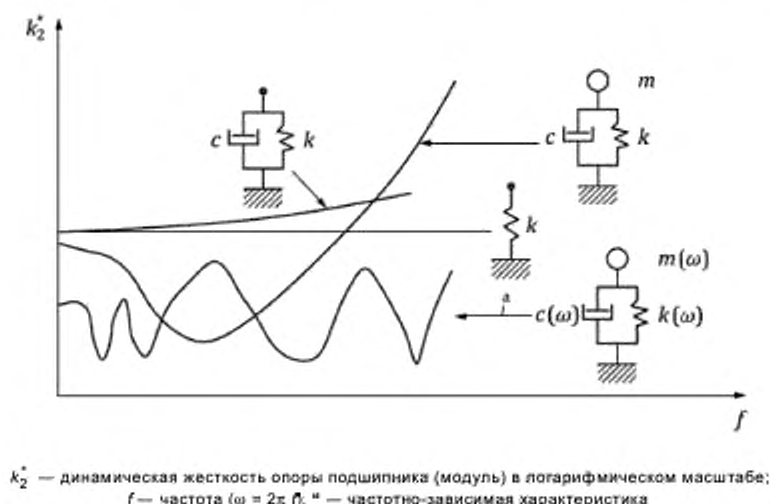 k₂*
c
k
m
c
k
k
m(ω)
a
c(ω)
k(ω)
f
k₂* — динамическая жесткость опоры подшипника (модуль) в логарифмическом масштабе;
f — частота (ω = 2π f); ᵃ — частотно-зависимая характеристика